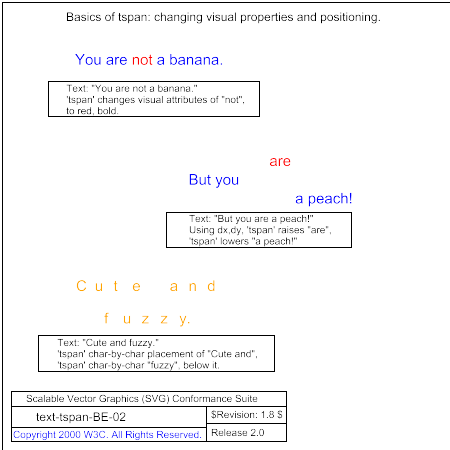 Basics of tspan: changing visual properties and positioning.
You are not a banana.
Text: "You are not a banana."
'tspan' changes visual attributes of "not",
to red, bold.
are
But you
a peach!
Text: "But you are a peach!"
Using dx,dy, 'tspan' raises "are",
'tspan' lowers "a peach!"
Cute and
fuzzy.
Text: "Cute and fuzzy."
'tspan' char-by-char placement of "Cute and",
'tspan' char-by-char "fuzzy", below it.
Scalable Vector Graphics (SVG) Conformance Suite
text-tspan-BE-02
$Revision: 1.8 $
Copyright 2000 W3C. All Rights Reserved.
Release 2.0